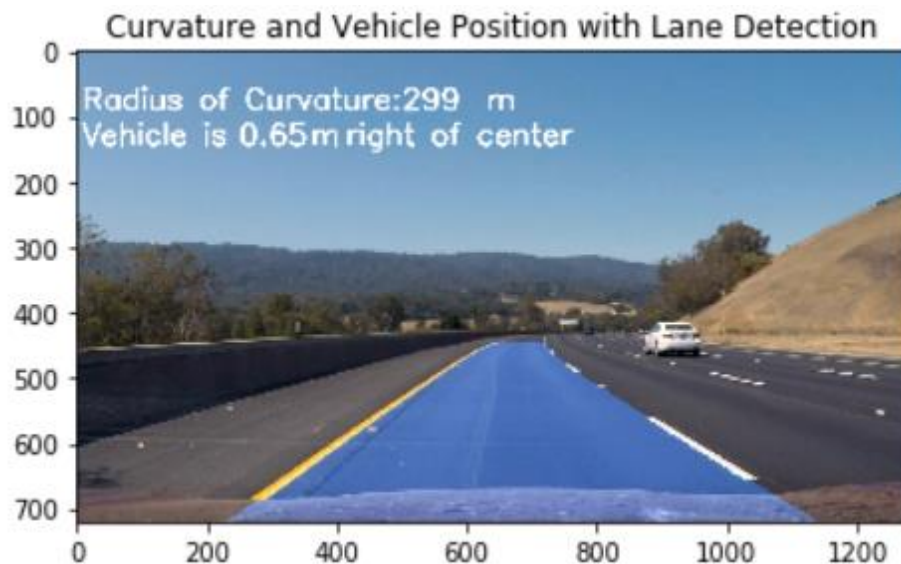 Curvature and Vehicle Position with Lane Detection
0
100
Radius of Curvature:299 m
Vehicle is 0.65m right of center
200
300
400
500
600
700
0 200 400 600 800 1000 1200